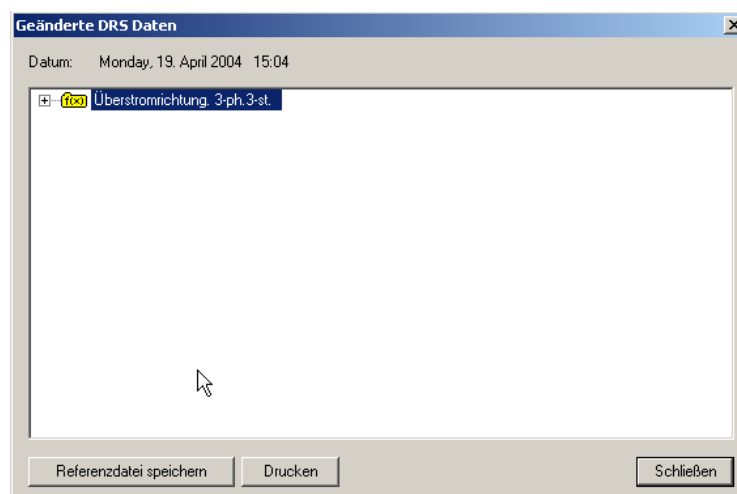 Geänderte DRS Daten
Datum: Monday, 19. April 2004 15:04
f(x) Überstromrichtung. 3-ph.3-st.
Referenzdatei speichern Drucken Schließen